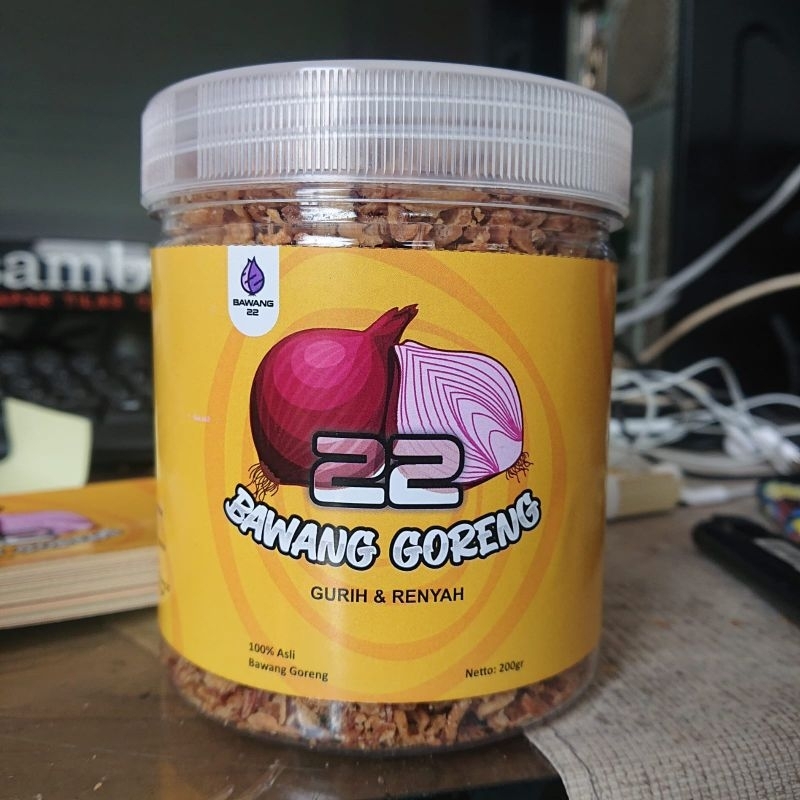 BAWANG
22
22
BAWANG GORENG
GURIH & RENYAH
100% Asli
Bawang Goreng
Netto: 200gr